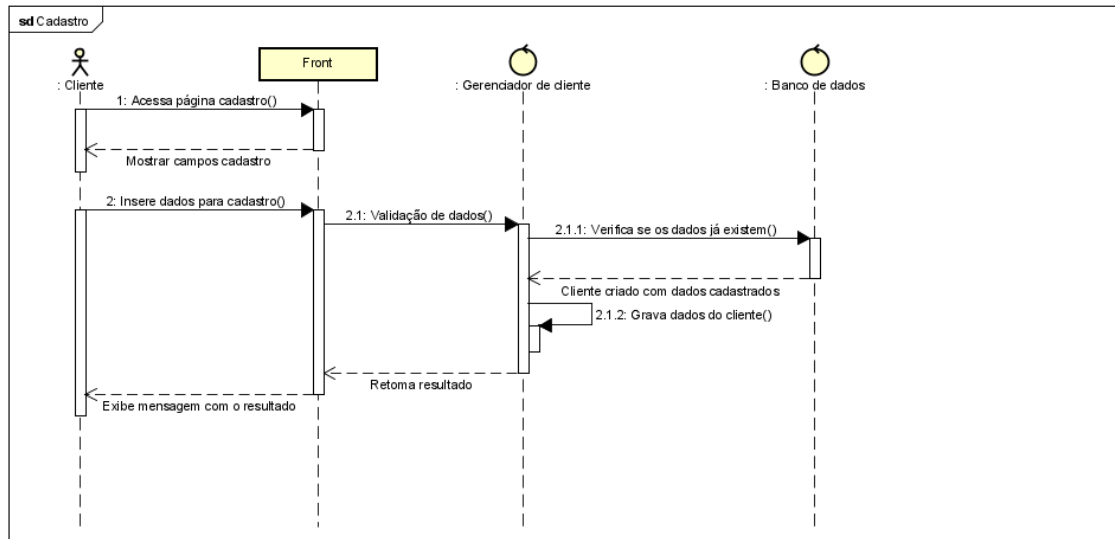 sd Cadastro
Front
: Cliente
: Gerenciador de cliente
: Banco de dados
1: Acessa página cadastro()
Mostrar campos cadastro
2: Insere dados para cadastro()
2.1: Validação de dados()
2.1.1: Verifica se os dados já existem()
Cliente criado com dados cadastrados
2.1.2: Grava dados do cliente()
Retorna resultado
Exibe mensagem com o resultado